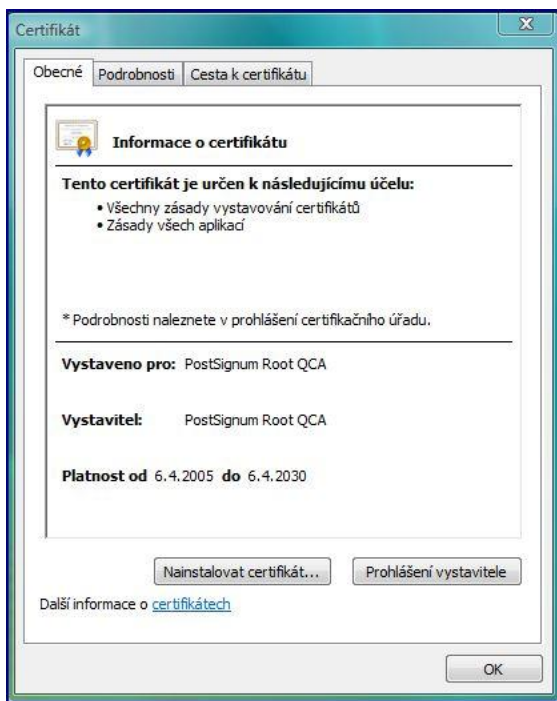 Certifikát
Obecné Podrobnosti Cesta k certifikátu
Informace o certifikátu
Tento certifikát je určen k následujícímu účelu:
• Všechny zásady vystavování certifikátů
• Zásady všech aplikací
* Podrobnosti naleznete v prohlášení certifikačního úřadu.
Vystaveno pro: PostSignum Root QCA
Vystavitel: PostSignum Root QCA
Platnost od 6.4.2005 do 6.4.2030
Nainstalovat certifikát... Prohlášení vystavitele
Další informace o certifikátech
OK